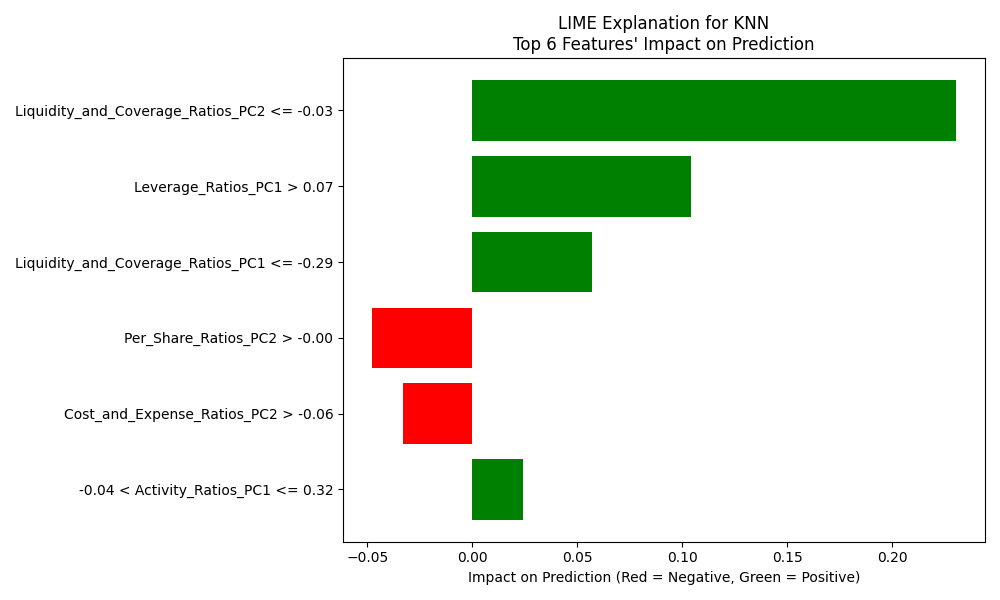 LIME Explanation for KNN
Top 6 Features' Impact on Prediction
Liquidity_and_Coverage_Ratios_PC2 <= -0.03
Leverage_Ratios_PC1 > 0.07
Liquidity_and_Coverage_Ratios_PC1 <= -0.29
Per_Share_Ratios_PC2 > -0.00
Cost_and_Expense_Ratios_PC2 > -0.06
-0.04 < Activity_Ratios_PC1 <= 0.32
−0.05 0.00 0.05 0.10 0.15 0.20
Impact on Prediction (Red = Negative, Green = Positive)